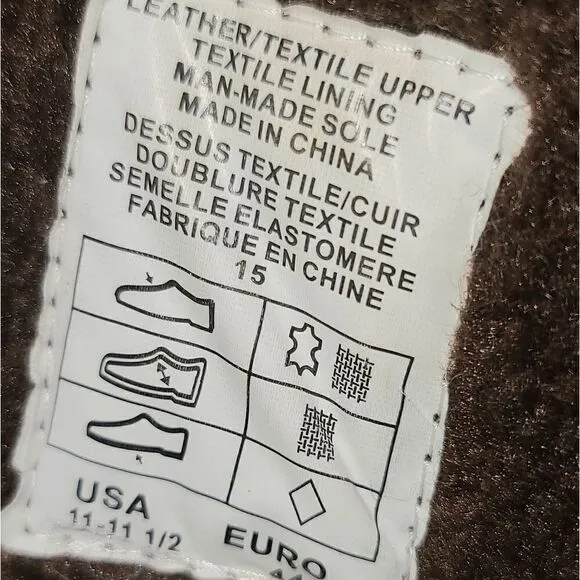 LEATHER/TEXTILE UPPER
TEXTILE LINING
MAN-MADE SOLE
MADE IN CHINA
DESSUS TEXTILE/CUIR
DOUBLURE TEXTILE
SEMELLE ELASTOMERE
FABRIQUE EN CHINE
15
USA
11-11 1/2
EURO